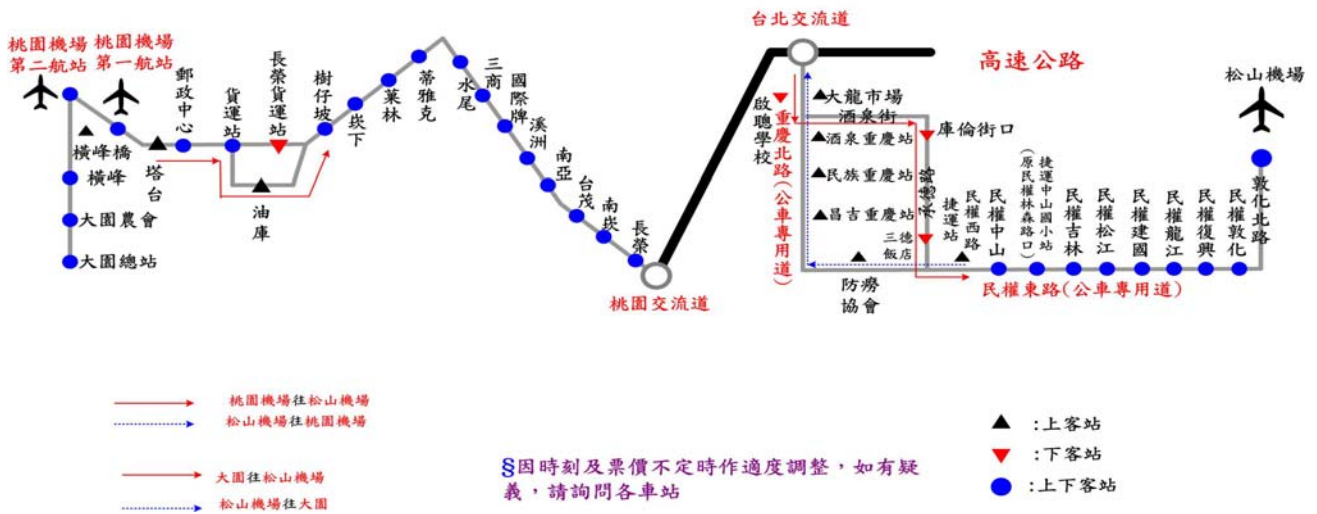 桃園機場
第二航站
桃園機場
第一航站
郵政中心
貨運站
長榮貨運站
樹仔坡
崁下
菓林
蒂雅克
水尾
三商
國際牌
溪洲
南亞
台茂
南崁
長榮
桃園交流道
橫峰橋
橫峰
大園農會
大園總站
塔台
油庫
台北交流道
高速公路
啟聰學校
重慶北路(公車專用道)
大龍市場
酒泉街
酒泉重慶站
民族重慶站
昌吉重慶站
庫倫街口
承德路
三德
飯店
防癆
協會
捷運站
民權西路
民權中山
捷運中山國小站
(原民權林森路口)
民權吉林
民權松江
民權建國
民權龍江
民權復興
民權敦化
敦化北路
松山機場
民權東路(公車專用道)
桃園機場往松山機場
松山機場往桃園機場
大園往松山機場
松山機場往大園
§因時刻及票價不定時作適度調整，如有疑
義，請詢問各車站
:上客站
:下客站
:上下客站